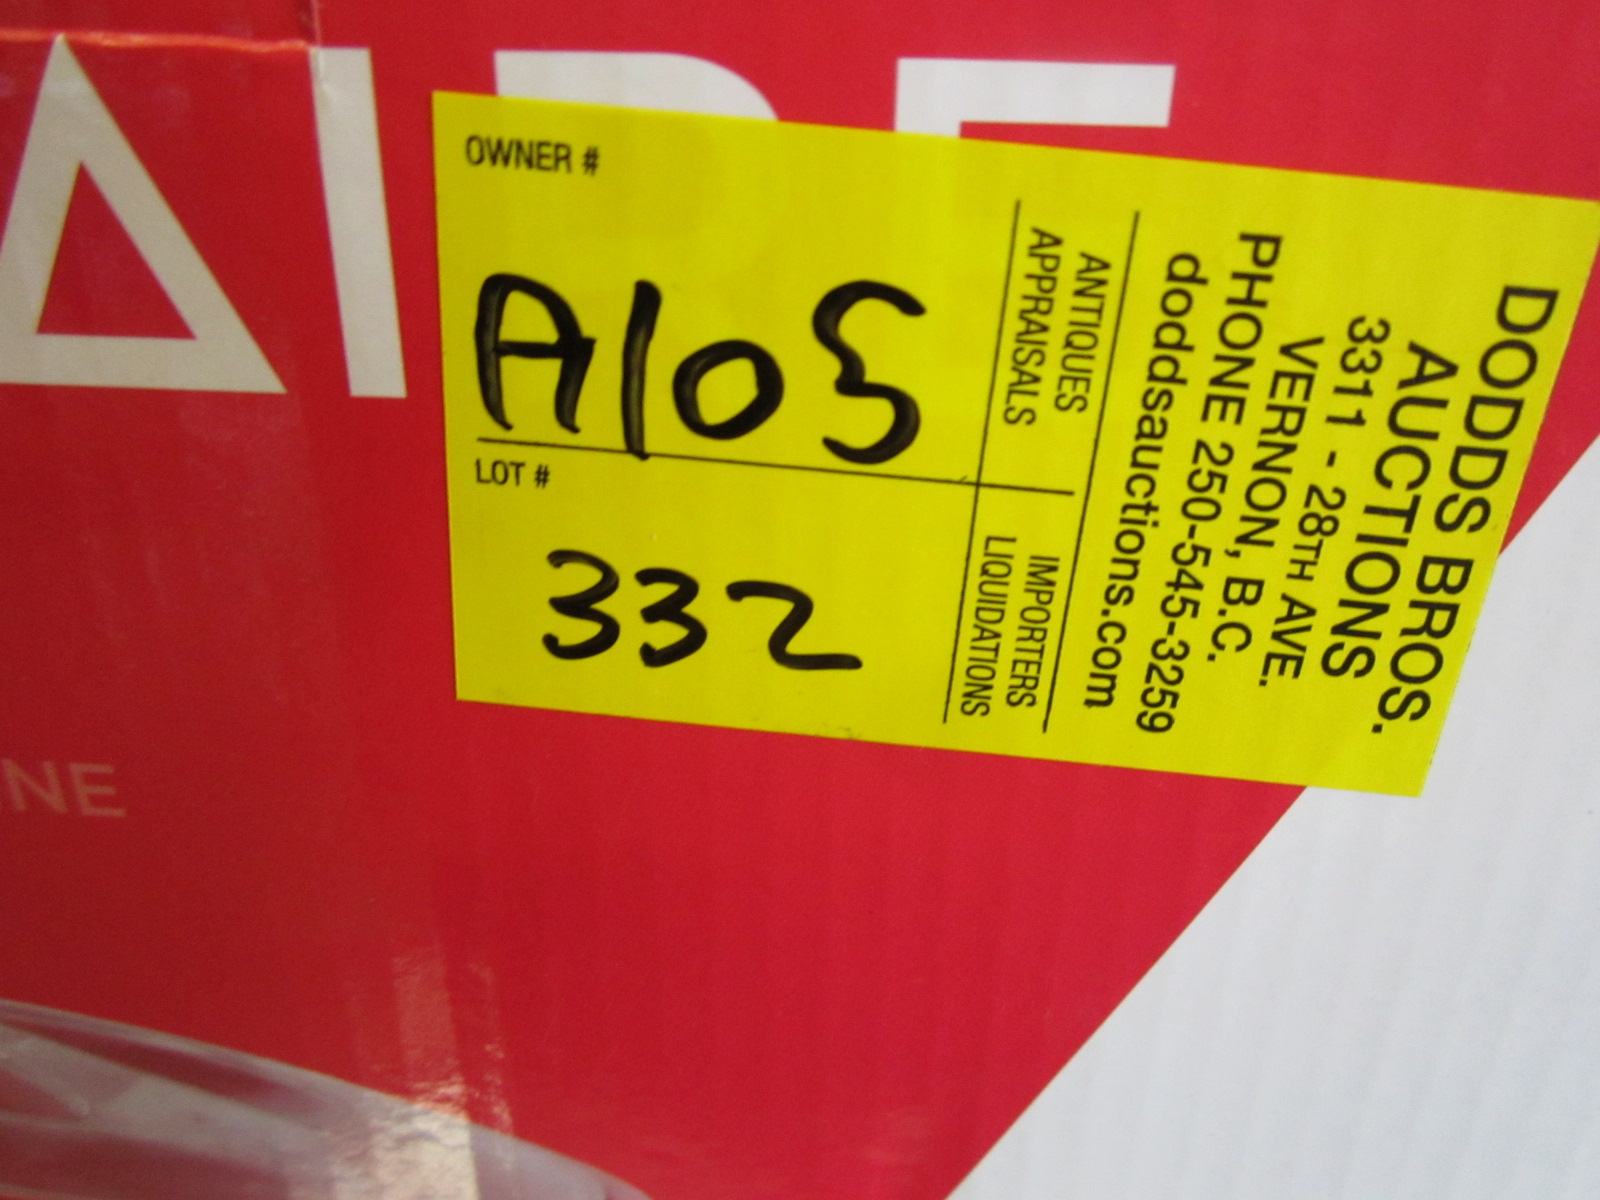 OWNER #
A105
LOT #
332
ANTIQUES
APPRAISALS
IMPORTERS
LIQUIDATIONS
DODDS BROS.
AUCTIONS
3311 - 28TH AVE.
VERNON, B.C.
PHONE 250-545-3259
doddsauctions.com